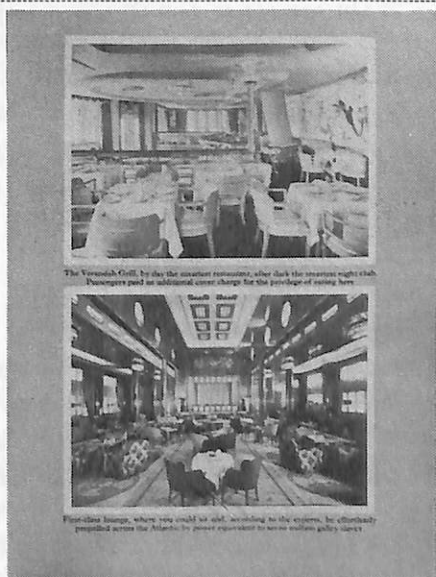 The Verandah Grill, by day the smartest restaurant, after dark the smartest night club.
Passengers paid an additional cover charge for the privilege of eating here
First-class lounge, where you could sit and, according to the experts, be effortlessly
propelled across the Atlantic by power equivalent to seven million galley slaves